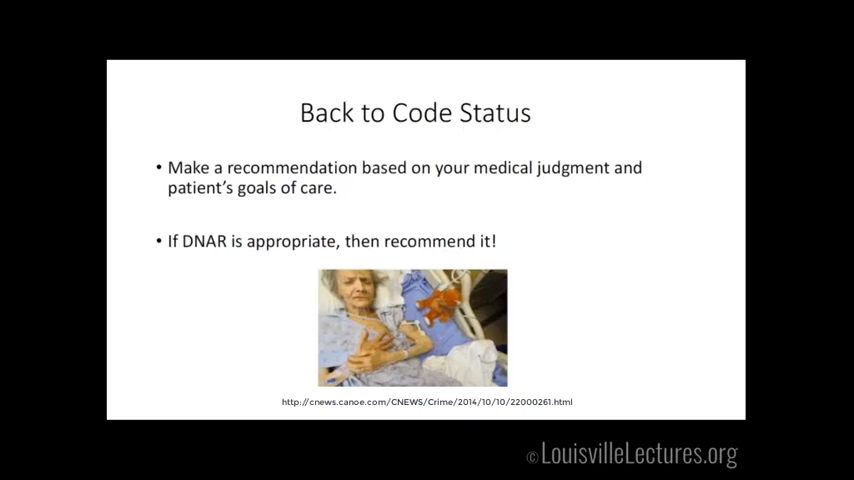 Back to Code Status
• Make a recommendation based on your medical judgment and
patient's goals of care.
• If DNAR is appropriate, then recommend it!
http://cnews.canoe.com/CNEWS/Crime/2014/10/10/22000261.html
© LouisvilleLectures.org